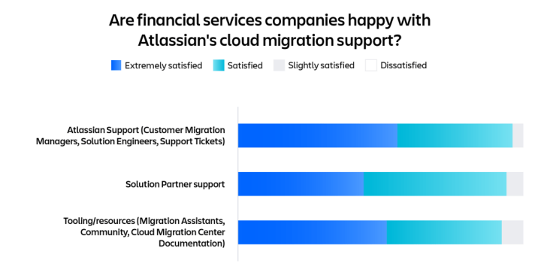 Are financial services companies happy with
Atlassian's cloud migration support?
Extremely satisfied Satisfied Slightly satisfied Dissatisfied
Atlassian Support (Customer Migration
Managers, Solution Engineers, Support Tickets)
Solution Partner support
Tooling/resources (Migration Assistants,
Community, Cloud Migration Center
Documentation)